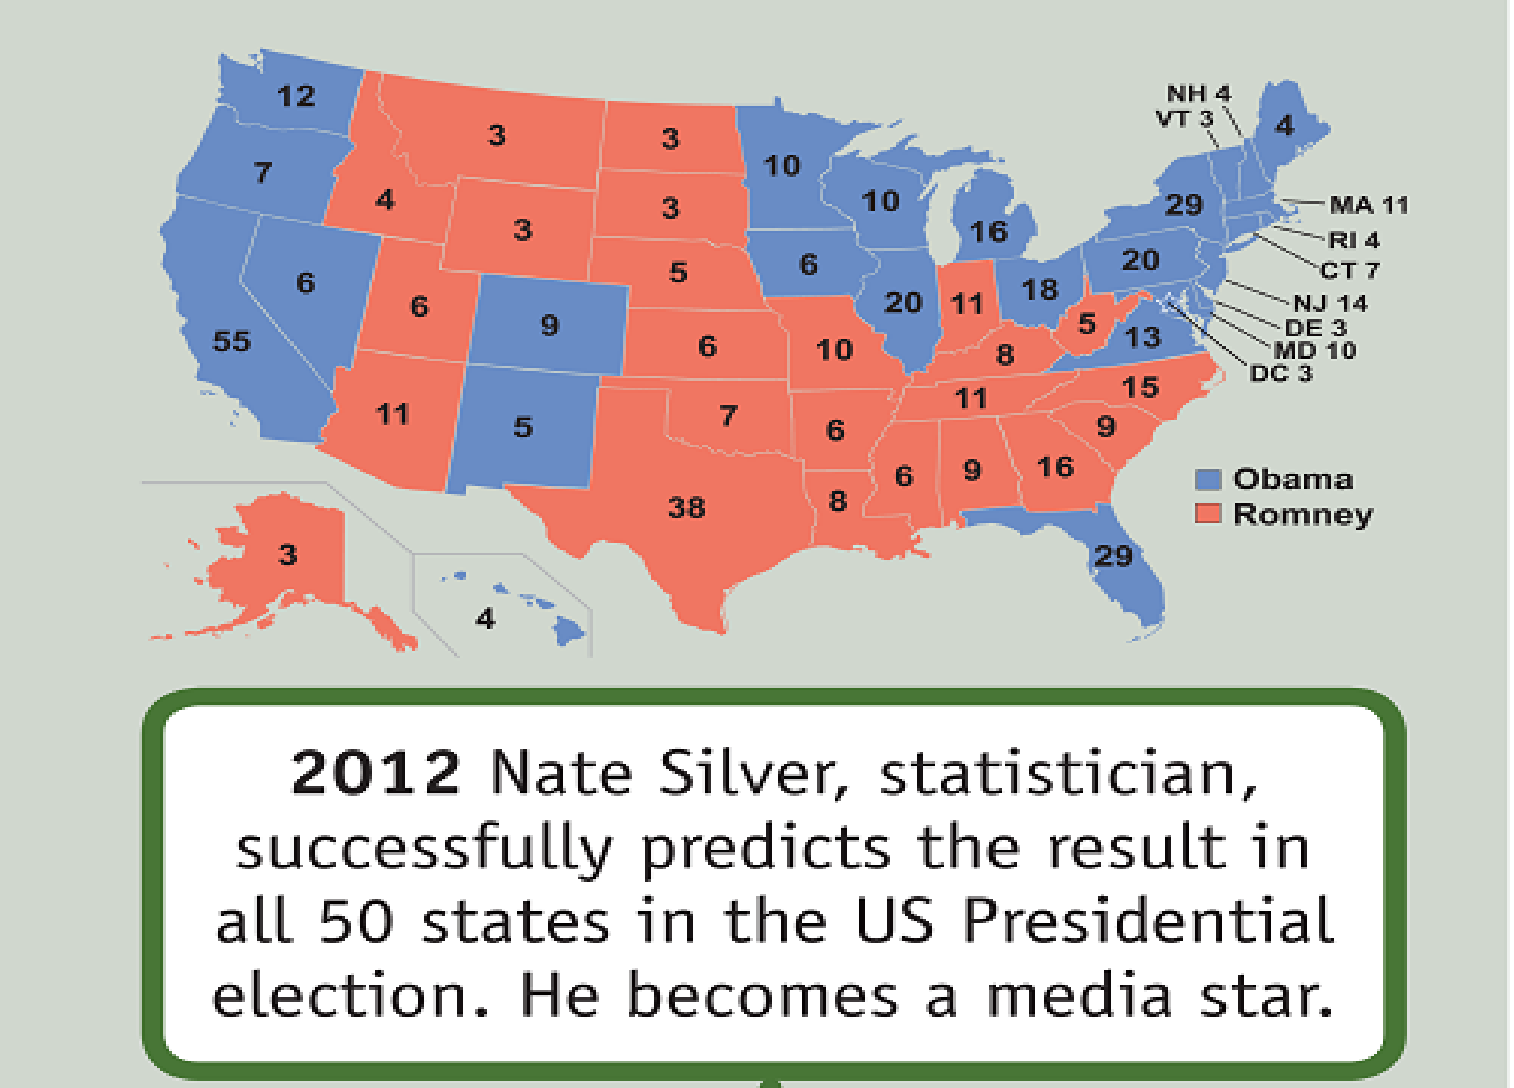 12
7
4
3
3
3
3
10
10
16
6
5
6
6
9
55
20
11
18
20
29
4
NH 4
VT 3
MA 11
RI 4
CT 7
NJ 14
DE 3
MD 10
DC 3
5
13
8
10
6
11
15
9
11
5
7
6
6
9
16
8
38
29
3
4
Obama
Romney
2012 Nate Silver, statistician,
successfully predicts the result in
all 50 states in the US Presidential
election. He becomes a media star.